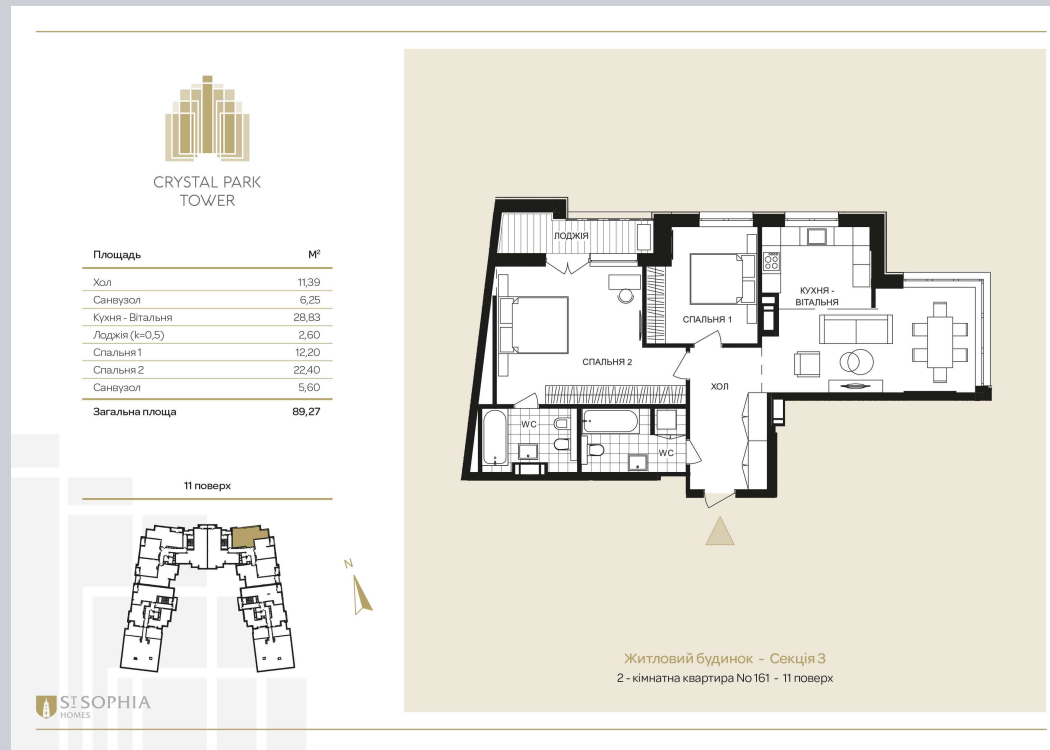 CRYSTAL PARK
TOWER
Площадь М²
Хол 11,39
Санвузол 6,25
Кухня - Вітальня 28,83
Лоджія (k=0,5) 2,60
Спальня 1 12,20
Спальня 2 22,40
Санвузол 5,60
Загальна площа 89,27
11 поверх
N
ST SOPHIA
HOMES
ЛОДЖІЯ
СПАЛЬНЯ 1
КУХНЯ -
ВІТАЛЬНЯ
СПАЛЬНЯ 2
ХОЛ
WC
WC
Житловий будинок - Секція 3
2 - кімнатна квартира No 161 - 11 поверх